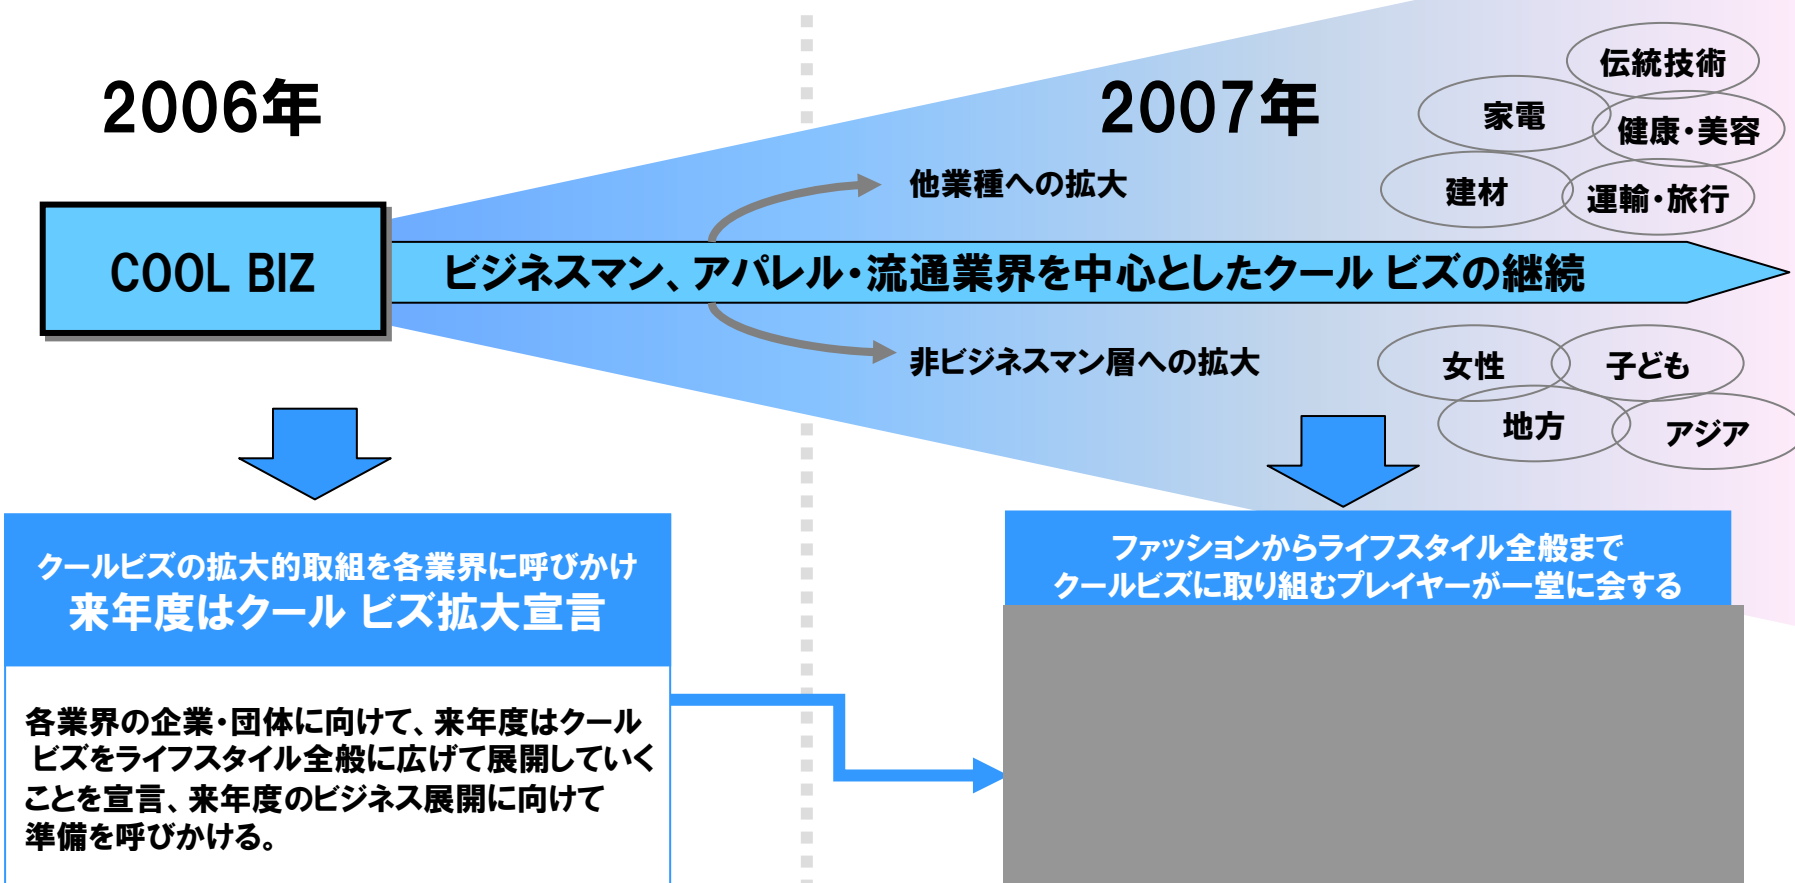 2006年
2007年
伝統技術
家電
健康・美容
建材
運輸・旅行
他業種への拡大
COOL BIZ
ビジネスマン、アパレル・流通業界を中心としたクール ビズの継続
非ビジネスマン層への拡大
女性
子ども
地方
アジア
クールビズの拡大的取組を各業界に呼びかけ
来年度はクール ビズ拡大宣言
各業界の企業・団体に向けて、来年度はクール
ビズをライフスタイル全般に広げて展開していく
ことを宣言、来年度のビジネス展開に向けて
準備を呼びかける。
ファッションからライフスタイル全般まで
クールビズに取り組むプレイヤーが一堂に会する